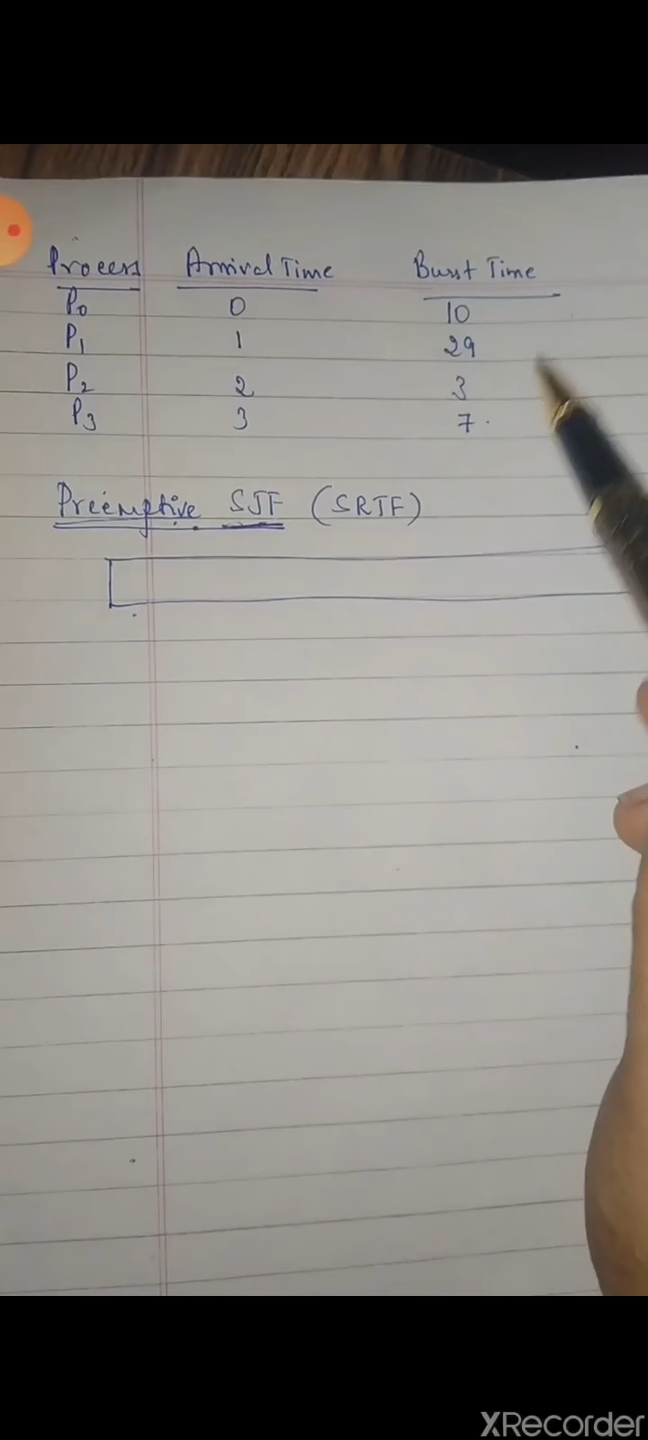 Process Arrival Time Burst Time
P0 0 10
P1 1 29
P2 2 3
P3 3 7.
Preemptive SJF (SRTF)
XRecorder